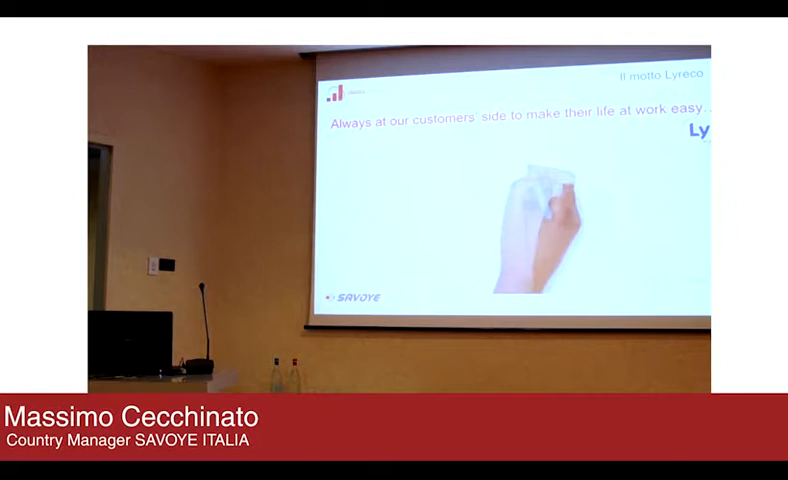 Il motto Lyreco
Always at our customers' side to make their life at work easy..
Ly
SAVOYE
Massimo Cecchinato
Country Manager SAVOYE ITALIA